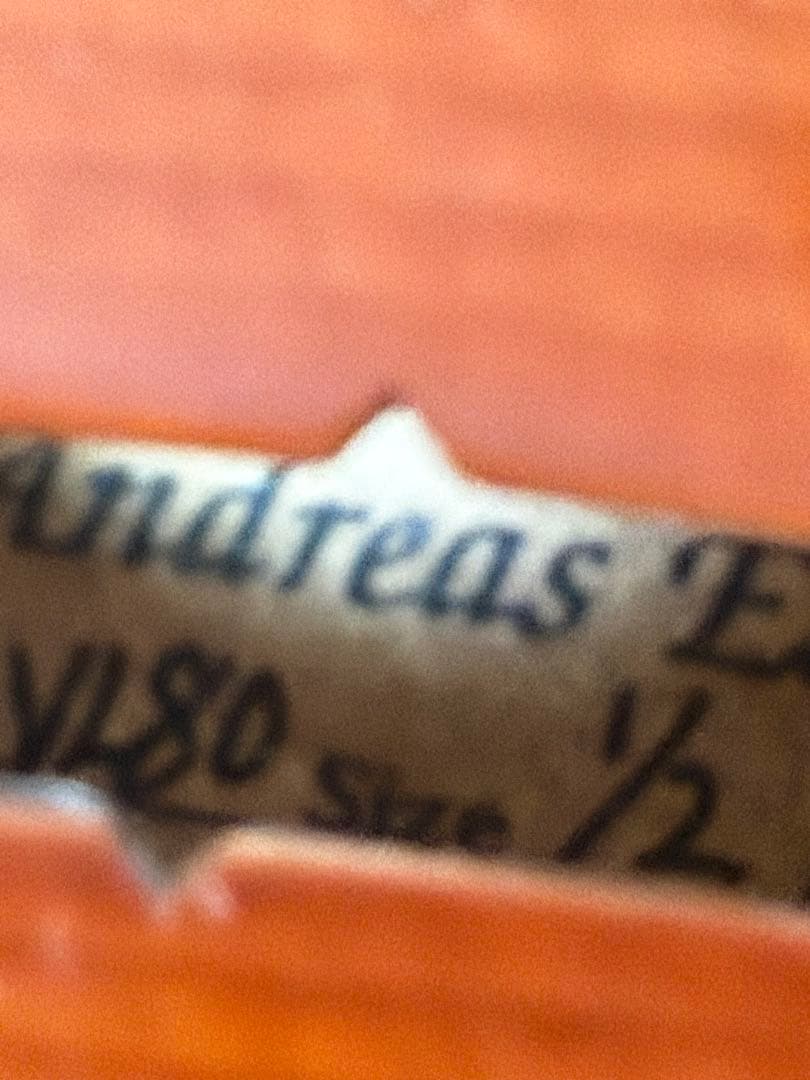 Andreas
VL80 Size 1/2